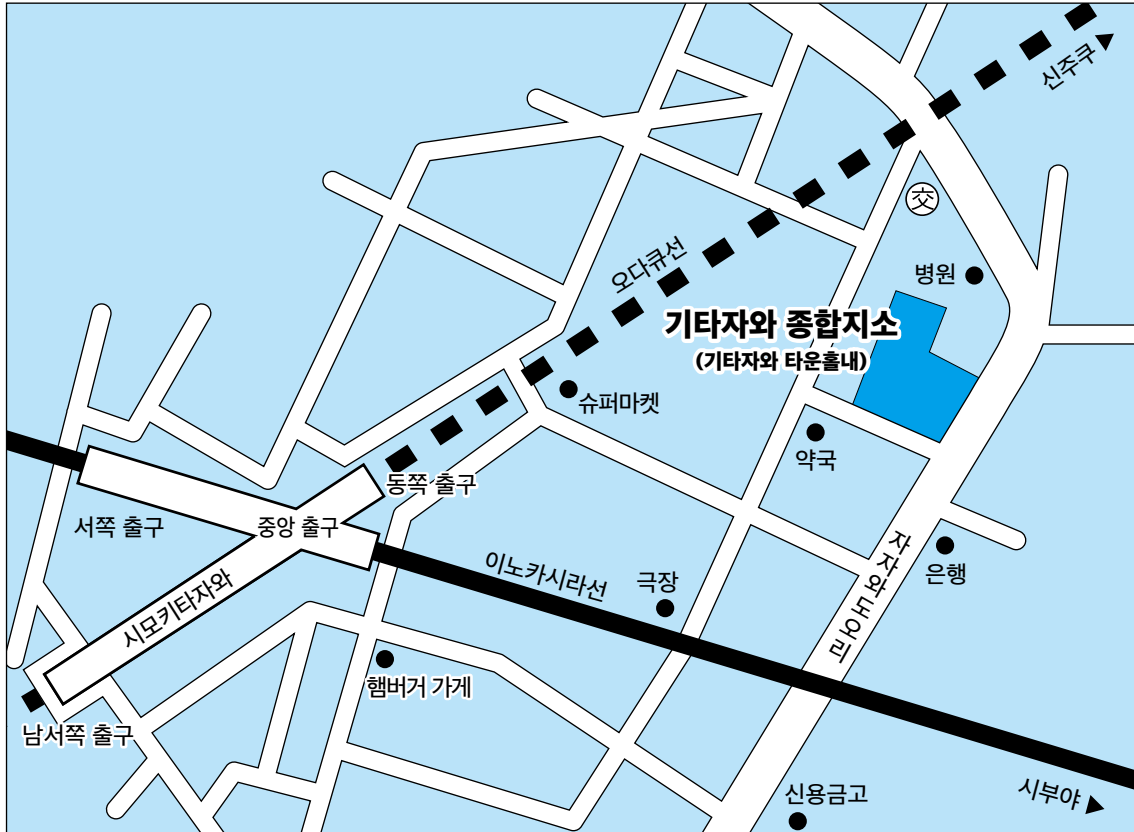 신주쿠
交
오다큐선
병원
기타자와 종합지소
(기타자와 타운홀내)
슈퍼마켓
약국
동쪽 출구
서쪽 출구
중앙 출구
이노카시라선
극장
자자와도오리
은행
시모키타자와
햄버거 가게
남서쪽 출구
신용금고
시부야